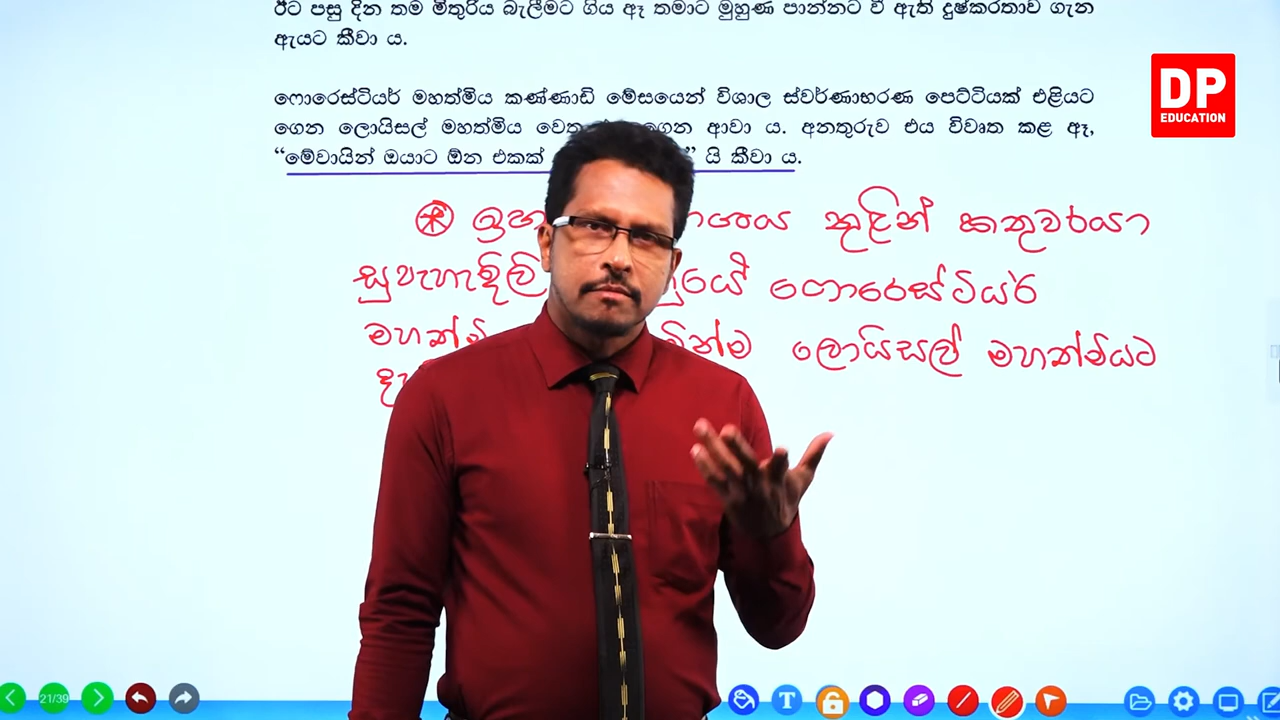 ඊට පසු දින තම මිතුරිය බැලීමට ගිය ඈ තමාට මුහුණ පාන්නට වී ඇති දුෂ්කරතාව ගැන
ඇයට කීවා ය.
DP
EDUCATION
ෆොරෙස්ටියර් මහත්මිය කණ්ණාඩි මේසයෙන් විශාල ස්වර්ණාභරණ පෙට්ටියක් එළියට
ගෙන ලොයිසල් මහත්මිය වෙත ගෙන ආවා ය. අනතුරුව එය විවෘත කළ ඈ,
“මේවායින් ඔයාට ඕන එකක් ” යි කීවා ය.
තුළින් කතුවරයා
ෆොරෙස්ටියර්
ලොයිසල් මහත්මියට
21/39